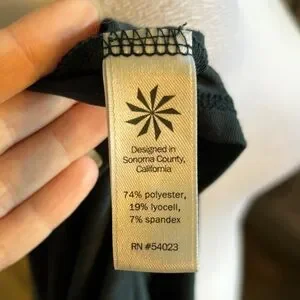 Designed in
Sonoma County,
California
74% polyester,
19% lyocell,
7% spandex
RN #54023